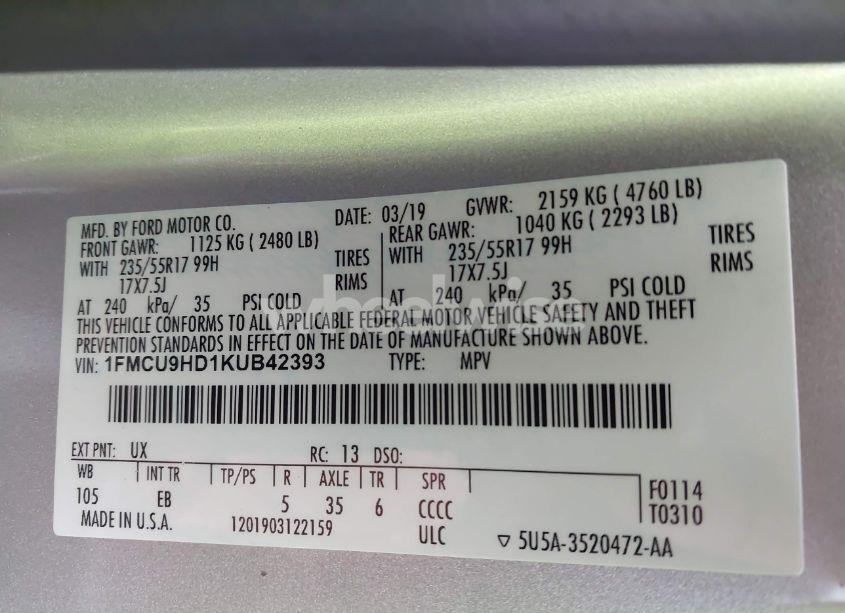 MFD. BY FORD MOTOR CO. DATE: 03/19 GVWR: 2159 KG ( 4760 LB)
FRONT GAWR: 1125 KG ( 2480 LB)
WITH 235/55R17 99H TIRES
17X7.5J RIMS
AT 240 kPa/ 35 PSI COLD
REAR GAWR: 1040 KG ( 2293 LB)
WITH 235/55R17 99H TIRES
17X7.5J RIMS
AT 240 kPa/ 35 PSI COLD
THIS VEHICLE CONFORMS TO ALL APPLICABLE FEDERAL MOTOR VEHICLE SAFETY AND THEFT
PREVENTION STANDARDS IN EFFECT ON THE DATE OF MANUFACTURE SHOWN ABOVE.
VIN: 1FMCU9HD1KUB42393 TYPE: MPV
EXT PNT: UX RC: 13 DSO:
WB INT TR TP/PS R AXLE TR SPR
105 EB 5 35 6 CCCC
F0114
T0310
MADE IN U.S.A. 1201903122159 ULC 5U5A-3520472-AA